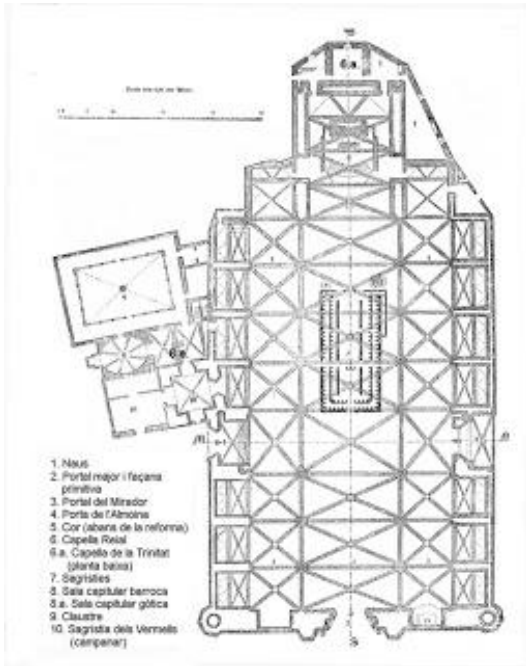 6.a
1. Naus
2. Portal major i façana
primitiva
3. Portal del Mirador
4. Porta de l'Almoina
5. Cor (abans de la reforma)
6. Capella Reial
6.a. Capella de la Trinitat
(planta baixa)
7. Sagristies
8. Sala capitular barroca
8.a. Sala capitular gòtica
9. Claustre
10. Sagristia dels Vermells
(campanar)